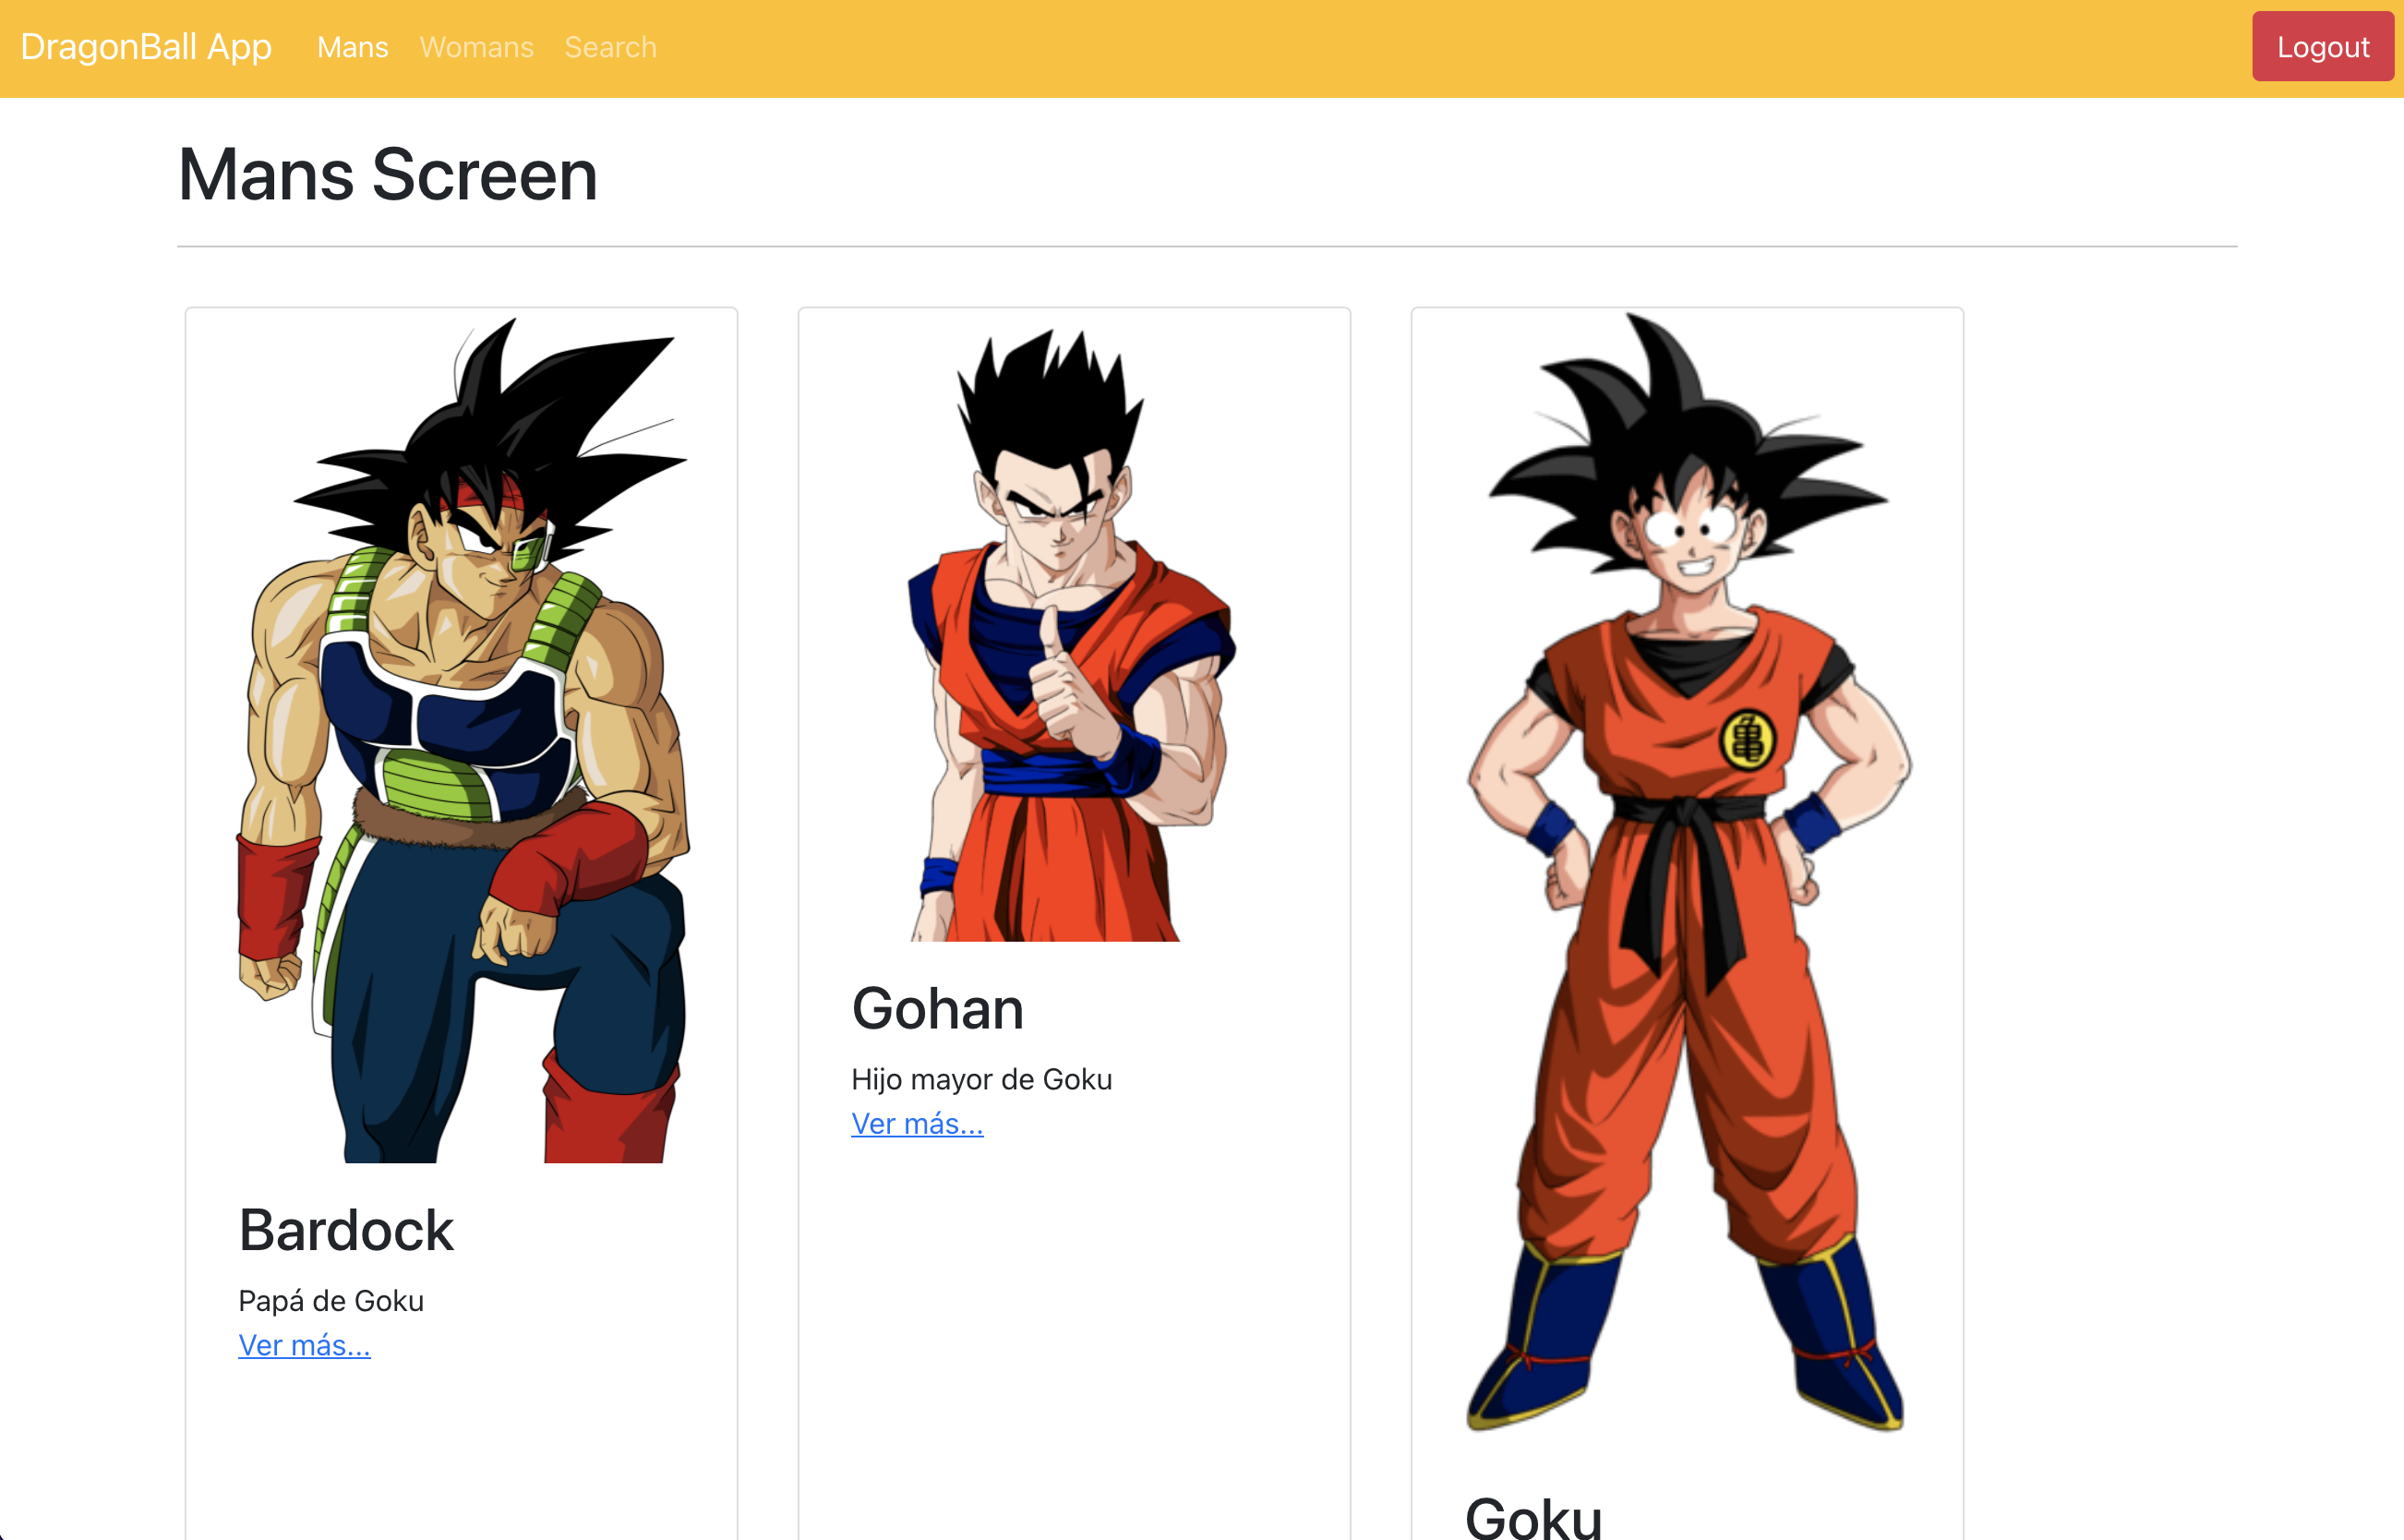 DragonBall App Mans Womans Search Logout
Mans Screen
Bardock
Papá de Goku
Ver más...
Gohan
Hijo mayor de Goku
Ver más...
亀
Goku